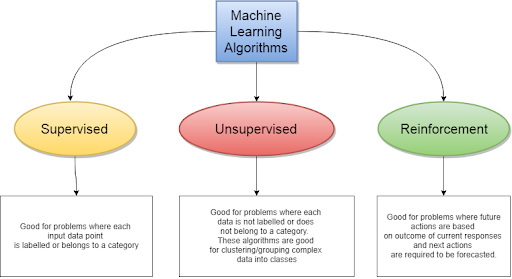 Machine
Learning
Algorithms
Supervised
Unsupervised
Reinforcement
Good for problems where each
input data point
is labelled or belongs to a category
Good for problems where each
data is not labelled or does
not belong to a category.
These algorithms are good
for clustering/grouping complex
data into classes
Good for problems where future
actions are based
on outcome of current responses
and next actions
are required to be forecasted.